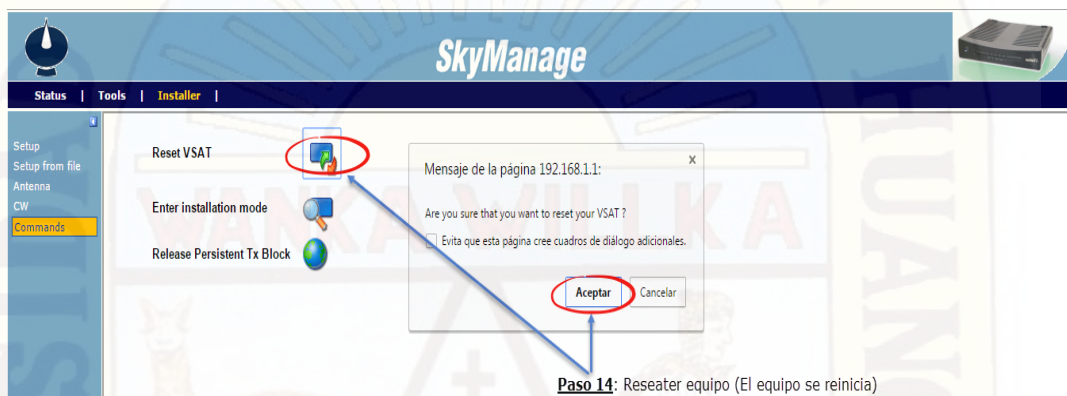 SkyManage
Status | Tools | Installer |
Setup
Setup from file
Antenna
CW
Commands
Reset VSAT
Enter installation mode
Release Persistent Tx Block
Mensaje de la página 192.168.1.1:
x
Are you sure that you want to reset your VSAT ?
Evita que esta página cree cuadros de diálogo adicionales.
Aceptar
Cancelar
Paso 14: Reseater equipo (El equipo se reinicia)
WANKA WILLKA
HUANC